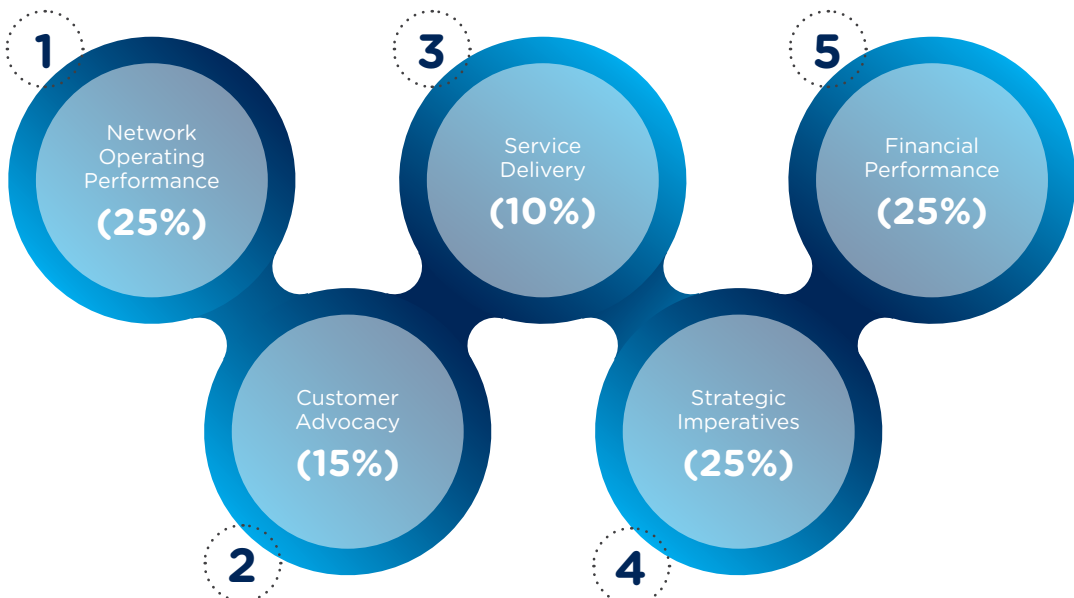 1
Network
Operating
Performance
(25%)
2
Customer
Advocacy
(15%)
3
Service
Delivery
(10%)
4
Strategic
Imperatives
(25%)
5
Financial
Performance
(25%)